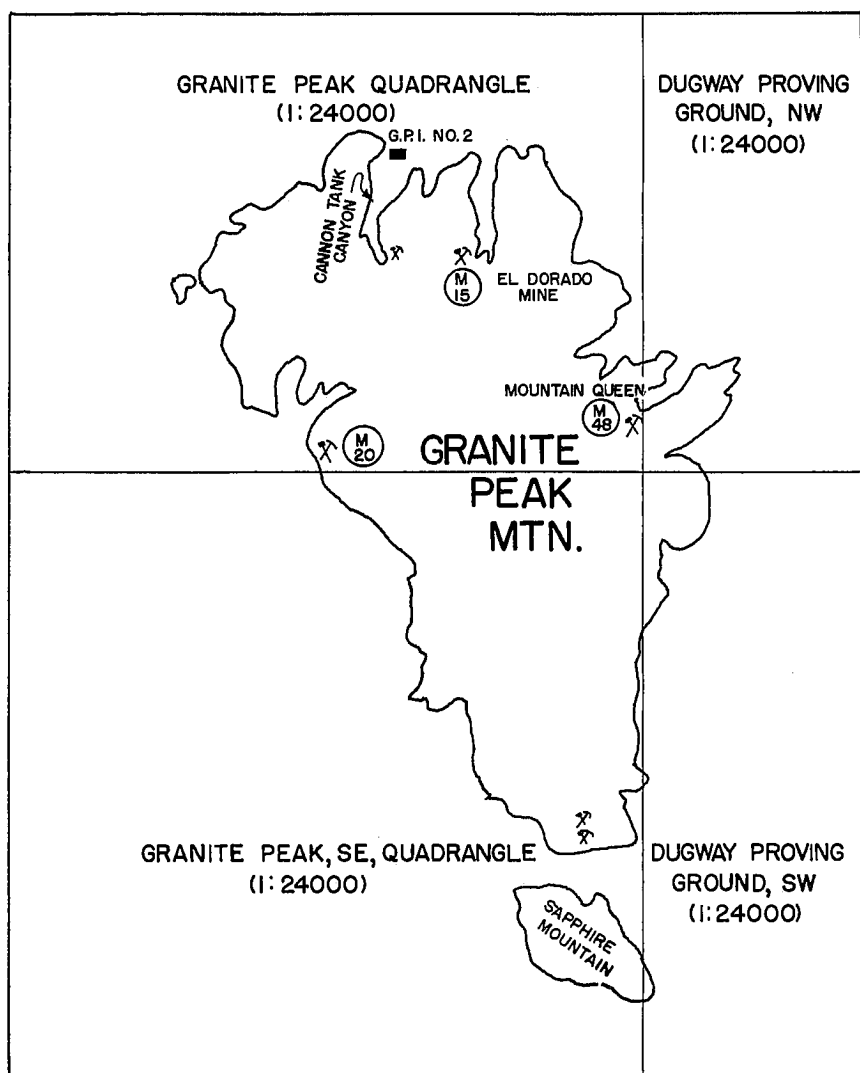 GRANITE PEAK QUADRANGLE
(1:24000)
DUGWAY PROVING
GROUND, NW
(1:24000)
G.P.I. NO. 2
CANNON TANK
CANYON
M
15
EL DORADO
MINE
MOUNTAIN QUEEN
M
48
M
20
GRANITE
PEAK
MTN.
GRANITE PEAK, SE, QUADRANGLE
(1:24000)
DUGWAY PROVING
GROUND, SW
(1:24000)
SAPPHIRE
MOUNTAIN